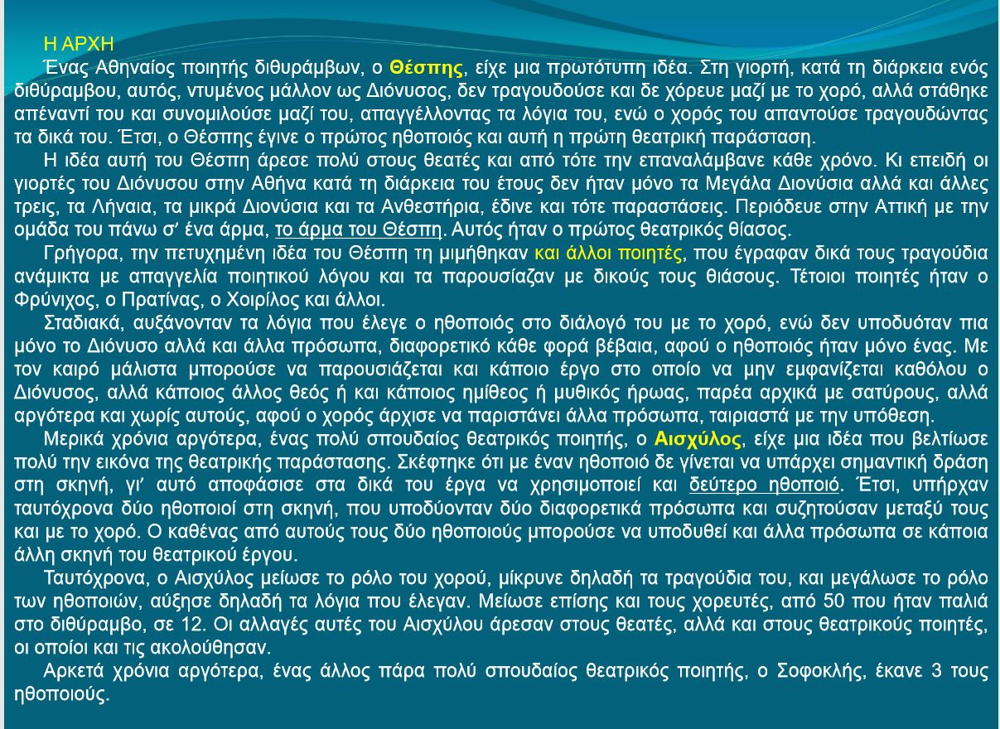 Η ΑΡΧΗ
Ένας Αθηναίος ποιητής διθυράμβων, ο Θέσπης, είχε μια πρωτότυπη ιδέα. Στη γιορτή, κατά τη διάρκεια ενός
διθύραμβου, αυτός, ντυμένος μάλλον ως Διόνυσος, δεν τραγουδούσε και δε χόρευε μαζί με το χορό, αλλά στάθηκε
απέναντί του και συνομιλούσε μαζί του, απαγγέλλοντας τα λόγια του, ενώ ο χορός του απαντούσε τραγουδώντας
τα δικά του. Έτσι, ο Θέσπης έγινε ο πρώτος ηθοποιός και αυτή η πρώτη θεατρική παράσταση.
Η ιδέα αυτή του Θέσπη άρεσε πολύ στους θεατές και από τότε την επαναλάμβανε κάθε χρόνο. Κι επειδή οι
γιορτές του Διόνυσου στην Αθήνα κατά τη διάρκεια του έτους δεν ήταν μόνο τα Μεγάλα Διονύσια αλλά και άλλες
τρεις, τα Λήναια, τα μικρά Διονύσια και τα Ανθεστήρια, έδινε και τότε παραστάσεις. Περιόδευε στην Αττική με την
ομάδα του πάνω σ’ ένα άρμα, το άρμα του Θέσπη. Αυτός ήταν ο πρώτος θεατρικός θίασος.
Γρήγορα, την πετυχημένη ιδέα του Θέσπη τη μιμήθηκαν και άλλοι ποιητές, που έγραφαν δικά τους τραγούδια
ανάμικτα με απαγγελία ποιητικού λόγου και τα παρουσίαζαν με δικούς τους θιάσους. Τέτοιοι ποιητές ήταν ο
Φρύνιχος, ο Πρατίνας, ο Χοιρίλος και άλλοι.
Σταδιακά, αυξάνονταν τα λόγια που έλεγε ο ηθοποιός στο διάλογό του με το χορό, ενώ δεν υποδυόταν πια
μόνο το Διόνυσο αλλά και άλλα πρόσωπα, διαφορετικό κάθε φορά βέβαια, αφού ο ηθοποιός ήταν μόνο ένας. Με
τον καιρό μάλιστα μπορούσε να παρουσιάζεται και κάποιο έργο στο οποίο να μην εμφανίζεται καθόλου ο
Διόνυσος, αλλά κάποιος άλλος θεός ή και κάποιος ημίθεος ή μυθικός ήρωας, παρέα αρχικά με σατύρους, αλλά
αργότερα και χωρίς αυτούς, αφού ο χορός άρχισε να παριστάνει άλλα πρόσωπα, ταιριαστά με την υπόθεση.
Μερικά χρόνια αργότερα, ένας πολύ σπουδαίος θεατρικός ποιητής, ο Αισχύλος, είχε μια ιδέα που βελτίωσε
πολύ την εικόνα της θεατρικής παράστασης. Σκέφτηκε ότι με έναν ηθοποιό δε γίνεται να υπάρχει σημαντική δράση
στη σκηνή, γι’ αυτό αποφάσισε στα δικά του έργα να χρησιμοποιεί και δεύτερο ηθοποιό. Έτσι, υπήρχαν
ταυτόχρονα δύο ηθοποιοί στη σκηνή, που υποδύονταν δύο διαφορετικά πρόσωπα και συζητούσαν μεταξύ τους
και με το χορό. Ο καθένας από αυτούς τους δύο ηθοποιούς μπορούσε να υποδυθεί και άλλα πρόσωπα σε κάποια
άλλη σκηνή του θεατρικού έργου.
Ταυτόχρονα, ο Αισχύλος μείωσε το ρόλο του χορού, μίκρυνε δηλαδή τα τραγούδια του, και μεγάλωσε το ρόλο
των ηθοποιών, αύξησε δηλαδή τα λόγια που έλεγαν. Μείωσε επίσης και τους χορευτές, από 50 που ήταν παλιά
στο διθύραμβο, σε 12. Οι αλλαγές αυτές του Αισχύλου άρεσαν στους θεατές, αλλά και στους θεατρικούς ποιητές,
οι οποίοι και τις ακολούθησαν.
Αρκετά χρόνια αργότερα, ένας άλλος πάρα πολύ σπουδαίος θεατρικός ποιητής, ο Σοφοκλής, έκανε 3 τους
ηθοποιούς.